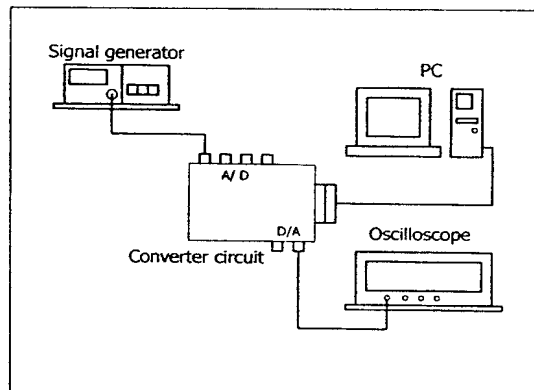 Signal generator
PC
A/ D
D/A
Oscilloscope
Converter circuit